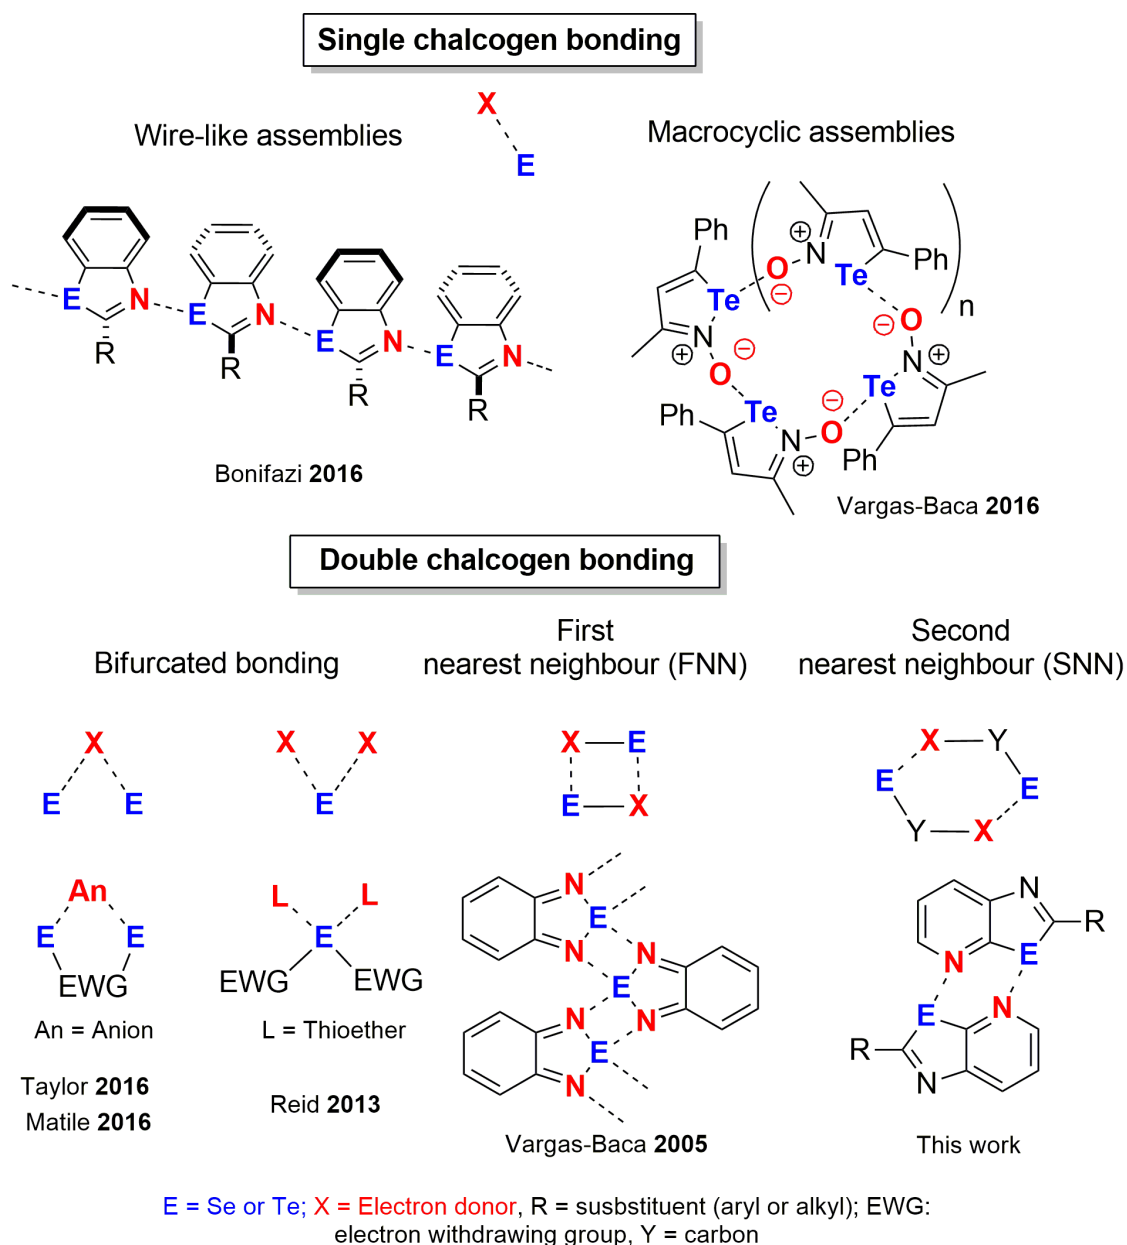 Single chalcogen bonding
X
E
Wire-like assemblies
Macrocyclic assemblies
E N E N E N E N
R R R R
Bonifazi 2016
Ph
Te
N
⊕
O
⊖
O
⊖
N
⊕
Te
Ph
n
O
⊖
N
⊕
Te
Ph
Te
N
⊕
O
⊖
Ph
Vargas-Baca 2016
Double chalcogen bonding
Bifurcated bonding
First
nearest neighbour (FNN)
Second
nearest neighbour (SNN)
X
E E
X X
E
X E
E X
X Y
E E
Y X
An
E E
EWG
An = Anion
Taylor 2016
Matile 2016
L L
E
EWG EWG
L = Thioether
Reid 2013
N
E
N
N
E
N
N
E
N
Vargas-Baca 2005
N
R
E
N
E
N
R
N
This work
E = Se or Te; X = Electron donor, R = susbstituent (aryl or alkyl); EWG:
electron withdrawing group, Y = carbon